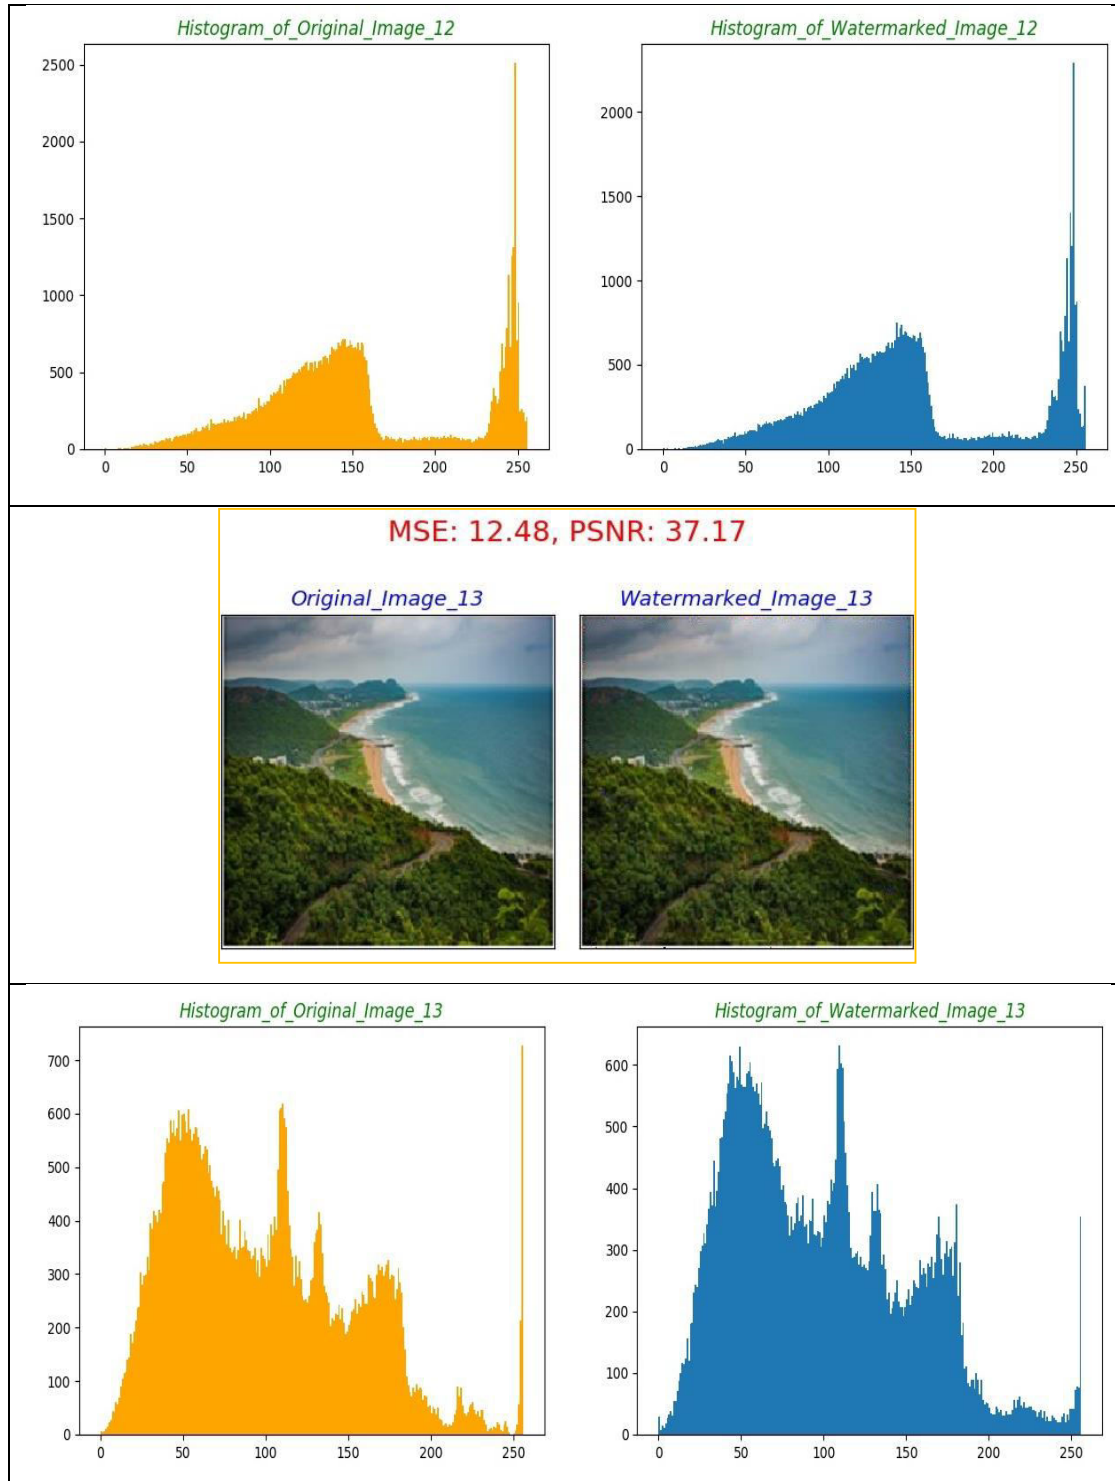 Histogram_of_Original_Image_12
Histogram_of_Watermarked_Image_12
2500
2000
1500
1000
500
0
0 50 100 150 200 250
2000
1500
1000
500
0
0 50 100 150 200 250
MSE: 12.48, PSNR: 37.17
Original_Image_13
Watermarked_Image_13
Histogram_of_Original_Image_13
Histogram_of_Watermarked_Image_13
700
600
500
400
300
200
100
0
0 50 100 150 200 250
600
500
400
300
200
100
0
0 50 100 150 200 250